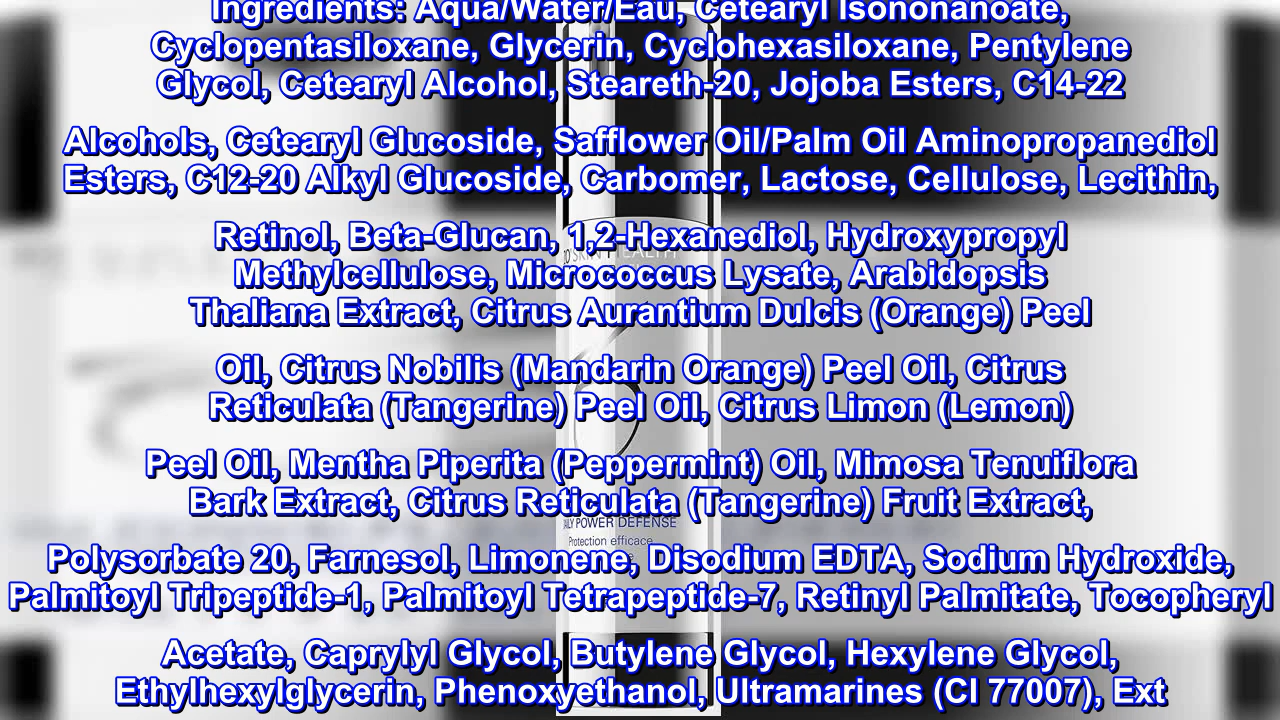 Ingredients: Aqua/Water/Eau, Cetearyl Isononanoate,
Cyclopentasiloxane, Glycerin, Cyclohexasiloxane, Pentylene
Glycol, Cetearyl Alcohol, Steareth-20, Jojoba Esters, C14-22
Alcohols, Cetearyl Glucoside, Safflower Oil/Palm Oil Aminopropanediol
Esters, C12-20 Alkyl Glucoside, Carbomer, Lactose, Cellulose, Lecithin,
Retinol, Beta-Glucan, 1,2-Hexanediol, Hydroxypropyl
SKIN HEALTH
Methylcellulose, Micrococcus Lysate, Arabidopsis
Thaliana Extract, Citrus Aurantium Dulcis (Orange) Peel
Oil, Citrus Nobilis (Mandarin Orange) Peel Oil, Citrus
Reticulata (Tangerine) Peel Oil, Citrus Limon (Lemon)
Peel Oil, Mentha Piperita (Peppermint) Oil, Mimosa Tenuiflora
Bark Extract, Citrus Reticulata (Tangerine) Fruit Extract,
POWER DEFENSE
Protection efficace
Polysorbate 20, Farnesol, Limonene, Disodium EDTA, Sodium Hydroxide,
Palmitoyl Tripeptide-1, Palmitoyl Tetrapeptide-7, Retinyl Palmitate, Tocopheryl
Acetate, Caprylyl Glycol, Butylene Glycol, Hexylene Glycol,
Ethylhexylglycerin, Phenoxyethanol, Ultramarines (CI 77007), Ext